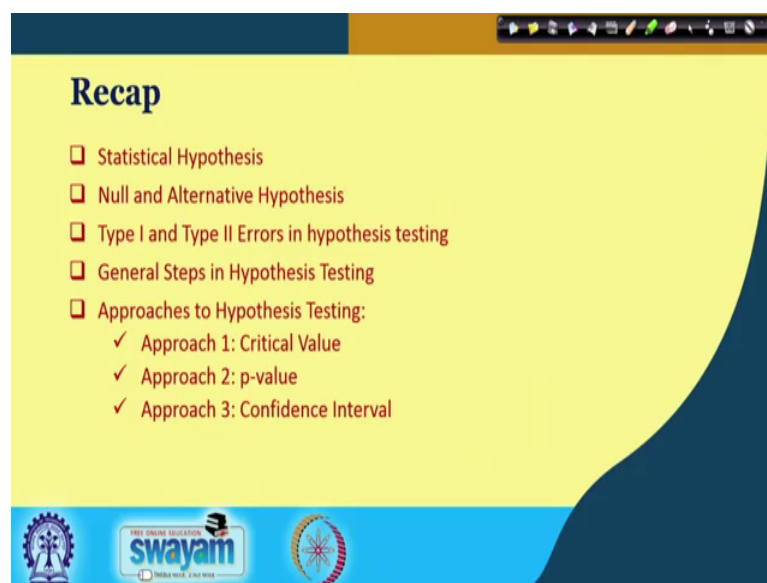 Recap
❑ Statistical Hypothesis
❑ Null and Alternative Hypothesis
❑ Type I and Type II Errors in hypothesis testing
❑ General Steps in Hypothesis Testing
❑ Approaches to Hypothesis Testing:
✓ Approach 1: Critical Value
✓ Approach 2: p-value
✓ Approach 3: Confidence Interval
FREE ONLINE EDUCATION
swayam